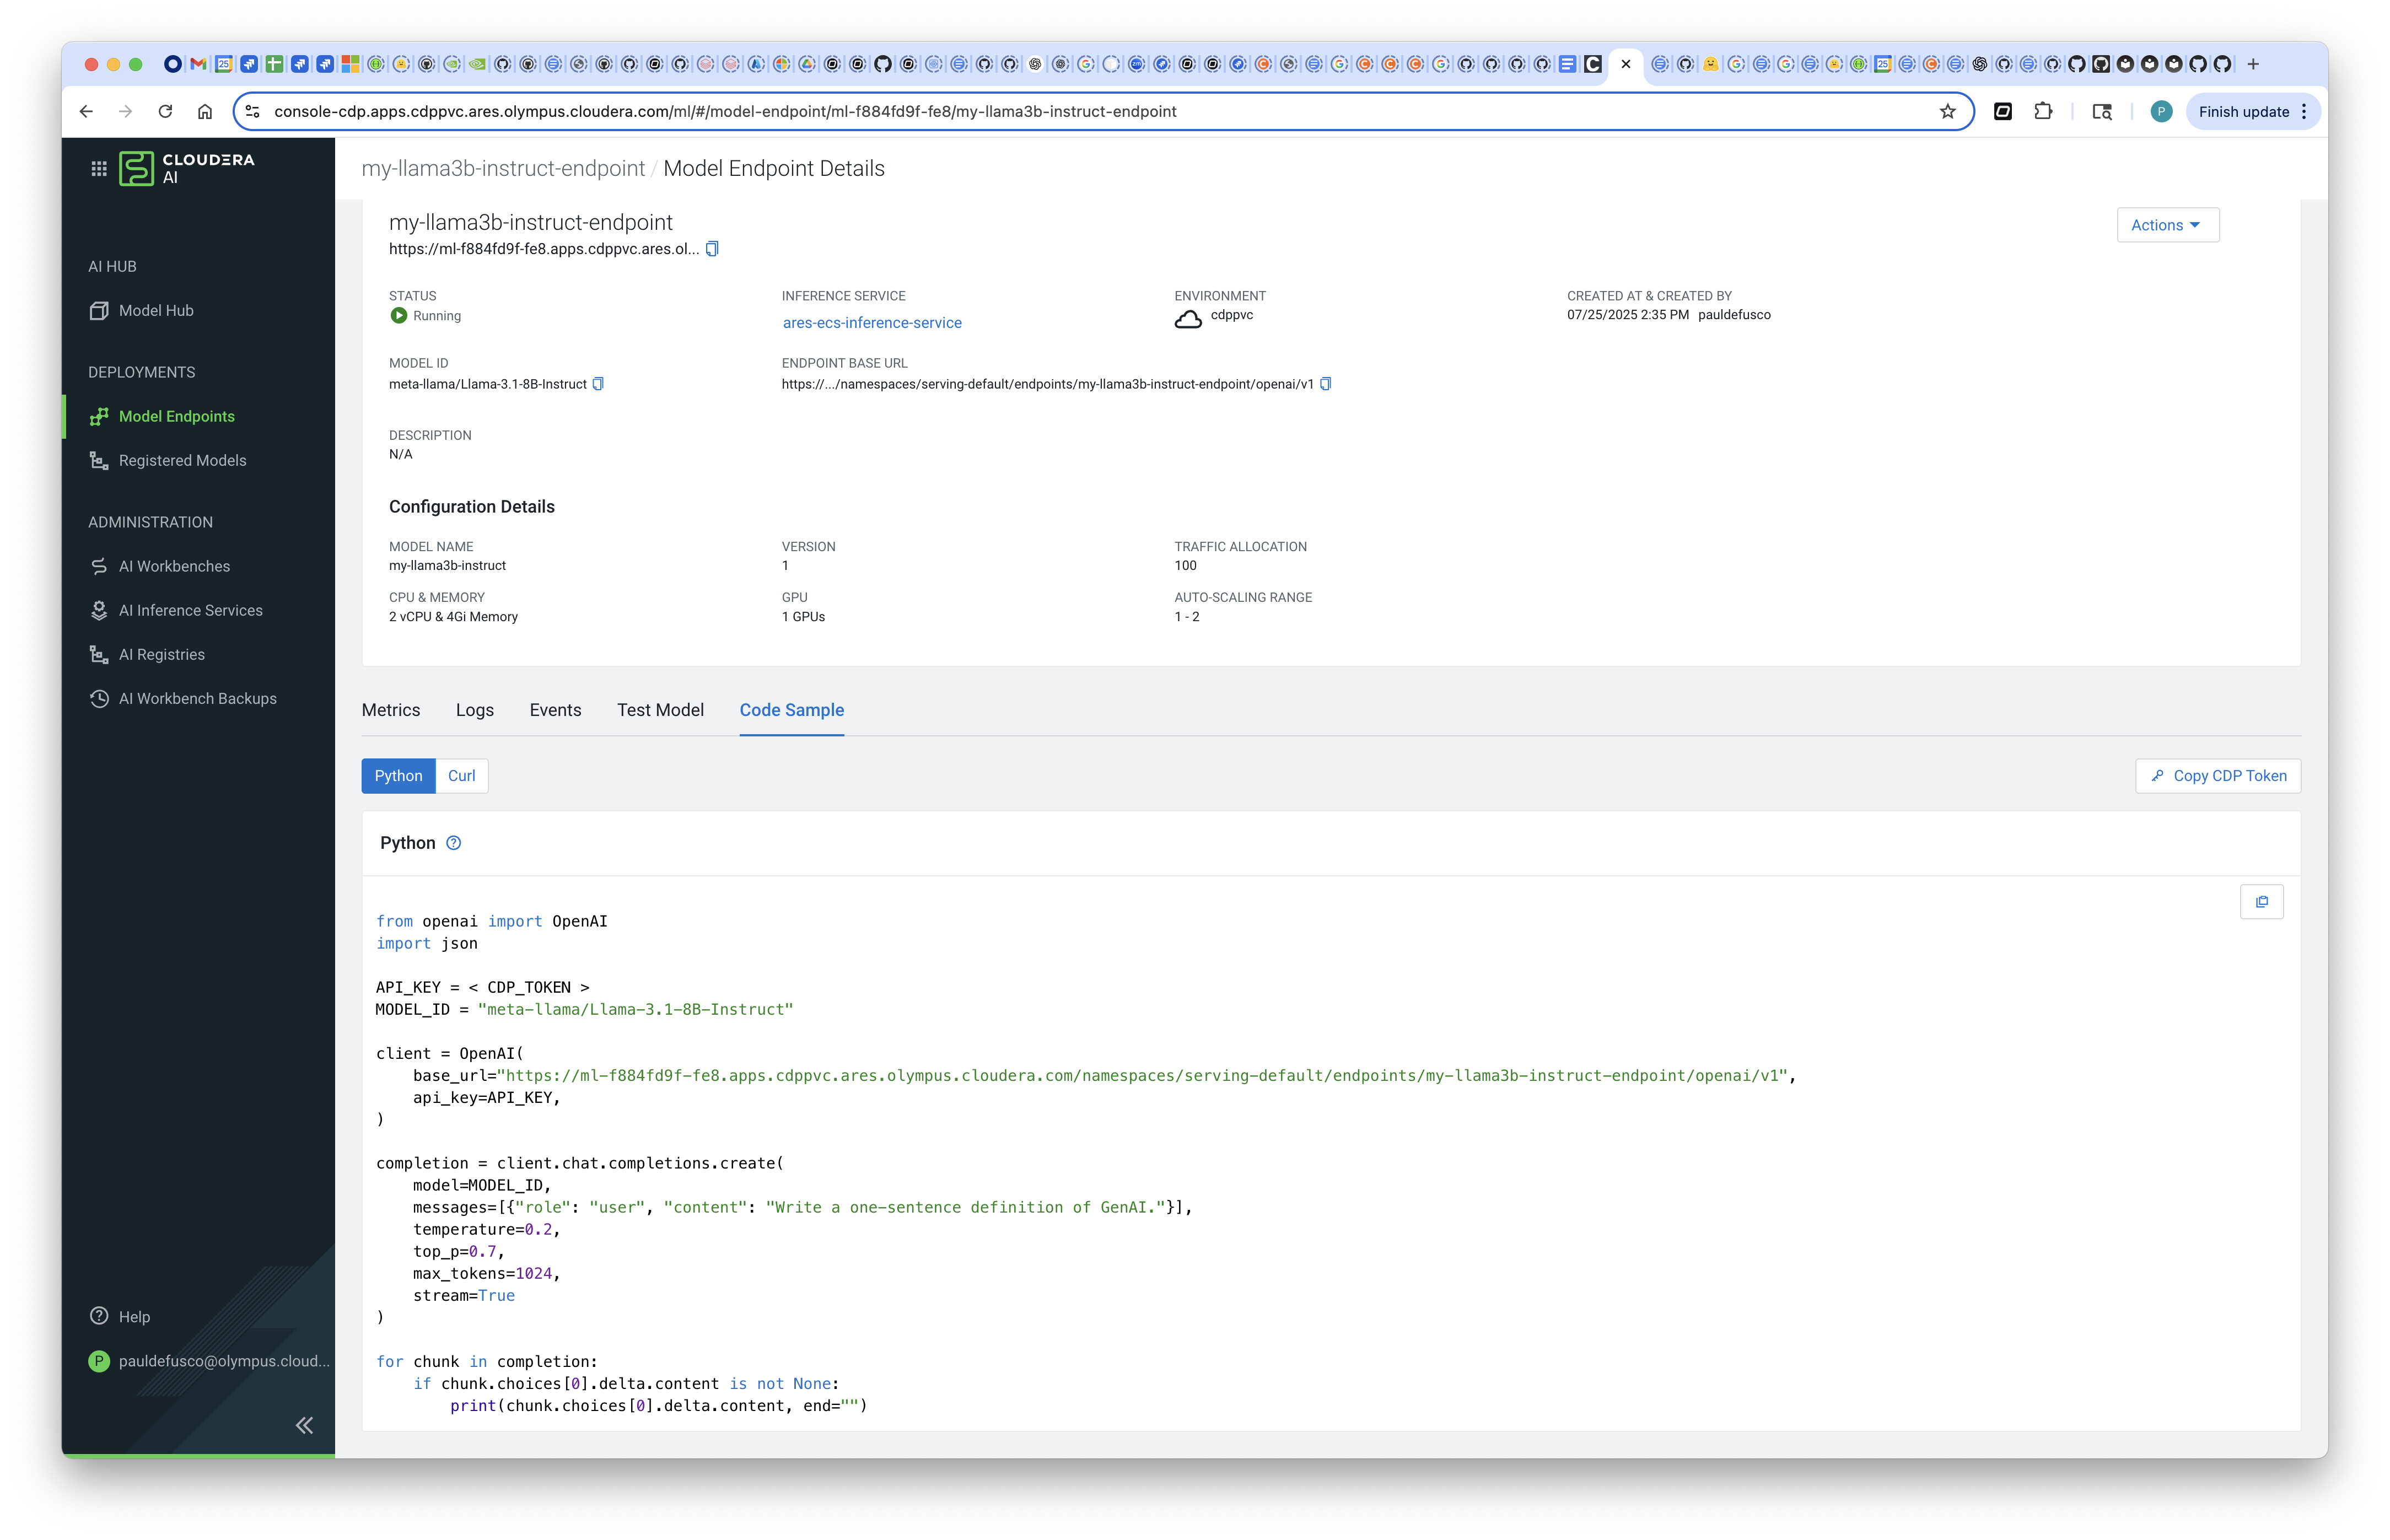 console-cdp.apps.cdppvc.ares.olympus.cloudera.com/ml/#/model-endpoint/ml-f884fd9f-fe8/my-llama3b-instruct-endpoint
P
Finish update
CLOUDERA
AI
AI HUB
Model Hub
DEPLOYMENTS
Model Endpoints
Registered Models
ADMINISTRATION
AI Workbenches
AI Inference Services
AI Registries
AI Workbench Backups
Help
P pauldefusco@olympus.cloud...
my-llama3b-instruct-endpoint / Model Endpoint Details
my-llama3b-instruct-endpoint
https://ml-f884fd9f-fe8.apps.cdppvc.ares.ol...
Actions
STATUS
Running
INFERENCE SERVICE
ares-ecs-inference-service
ENVIRONMENT
cdppvc
CREATED AT & CREATED BY
07/25/2025 2:35 PM pauldefusco
MODEL ID
meta-llama/Llama-3.1-8B-Instruct
ENDPOINT BASE URL
https://.../namespaces/serving-default/endpoints/my-llama3b-instruct-endpoint/openai/v1
DESCRIPTION
N/A
Configuration Details
MODEL NAME
my-llama3b-instruct
VERSION
1
TRAFFIC ALLOCATION
100
CPU & MEMORY
2 vCPU & 4Gi Memory
GPU
1 GPUs
AUTO-SCALING RANGE
1 - 2
Metrics Logs Events Test Model Code Sample
Python Curl
Copy CDP Token
Python
from openai import OpenAI
import json
API_KEY = < CDP_TOKEN >
MODEL_ID = "meta-llama/Llama-3.1-8B-Instruct"
client = OpenAI(
    base_url="https://ml-f884fd9f-fe8.apps.cdppvc.ares.olympus.cloudera.com/namespaces/serving-default/endpoints/my-llama3b-instruct-endpoint/openai/v1",
    api_key=API_KEY,
)
completion = client.chat.completions.create(
    model=MODEL_ID,
    messages=[{"role": "user", "content": "Write a one-sentence definition of GenAI."}],
    temperature=0.2,
    top_p=0.7,
    max_tokens=1024,
    stream=True
)
for chunk in completion:
    if chunk.choices[0].delta.content is not None:
        print(chunk.choices[0].delta.content, end="")